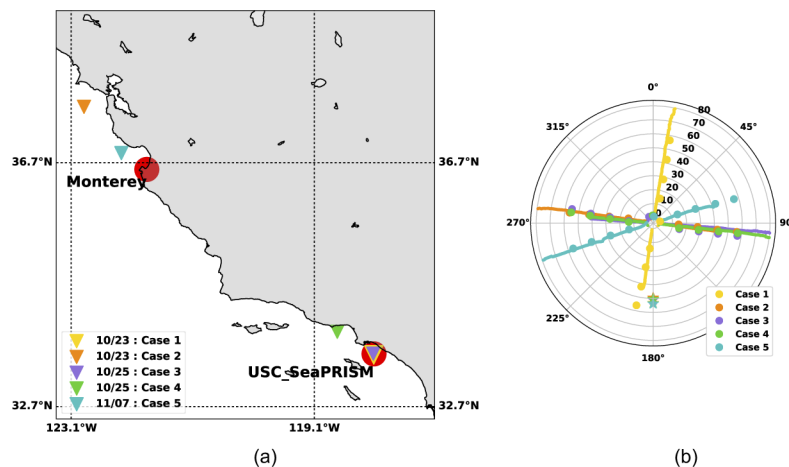 36.7°N
36.7°N
Monterey
10/23 : Case 1
10/23 : Case 2
10/25 : Case 3
10/25 : Case 4
11/07 : Case 5
USC_SeaPRISM
32.7°N
32.7°N
123.1°W
119.1°W
(a)
0°
45°
90
180°
225°
270°
315°
80
70
60
50
40
30
20
10
0
Case 1
Case 2
Case 3
Case 4
Case 5
(b)